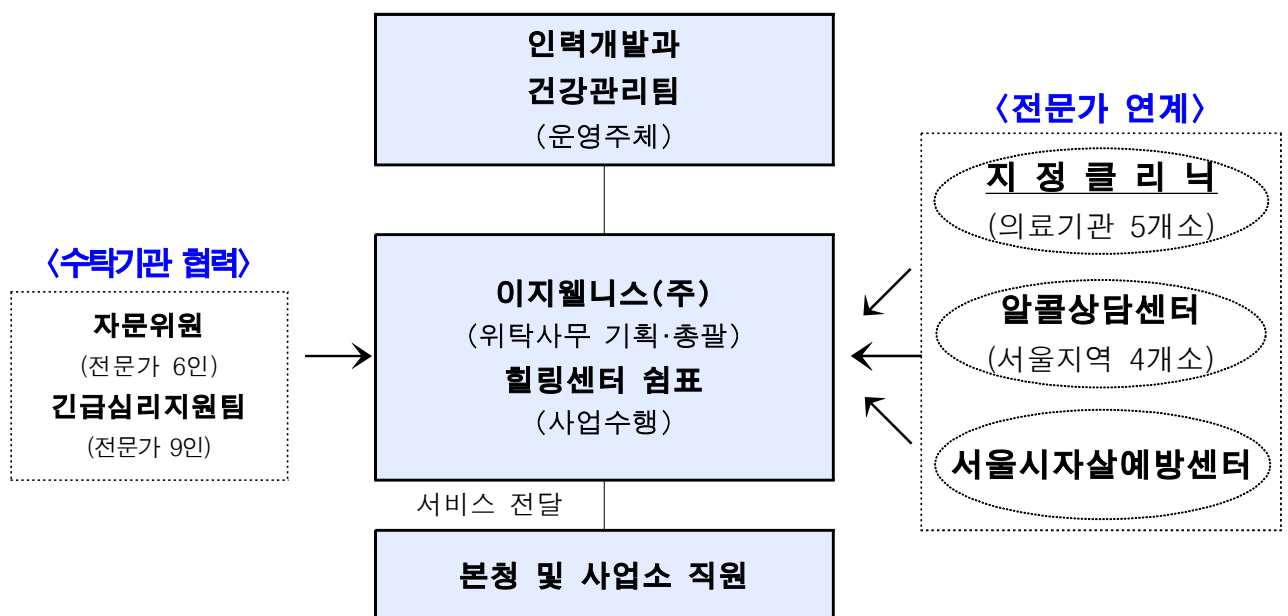 인력개발과
건강관리팀
(운영주체)
〈수탁기관 협력〉
자문위원
(전문가 6인)
긴급심리지원팀
(전문가 9인)
이지웰니스(주)
(위탁사무 기획·총괄)
힐링센터 쉼표
(사업수행)
〈전문가 연계〉
지 정 클 리 닉
(의료기관 5개소)
알콜상담센터
(서울지역 4개소)
서울시자살예방센터
서비스 전달
본청 및 사업소 직원